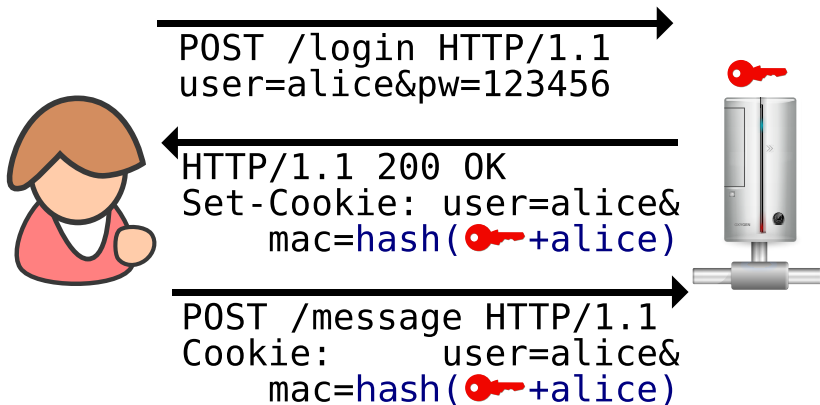 POST /login HTTP/1.1
user=alice&pw=123456
HTTP/1.1 200 OK
Set-Cookie: user=alice&
mac=hash(+alice)
POST /message HTTP/1.1
Cookie: user=alice&
mac=hash(+alice)